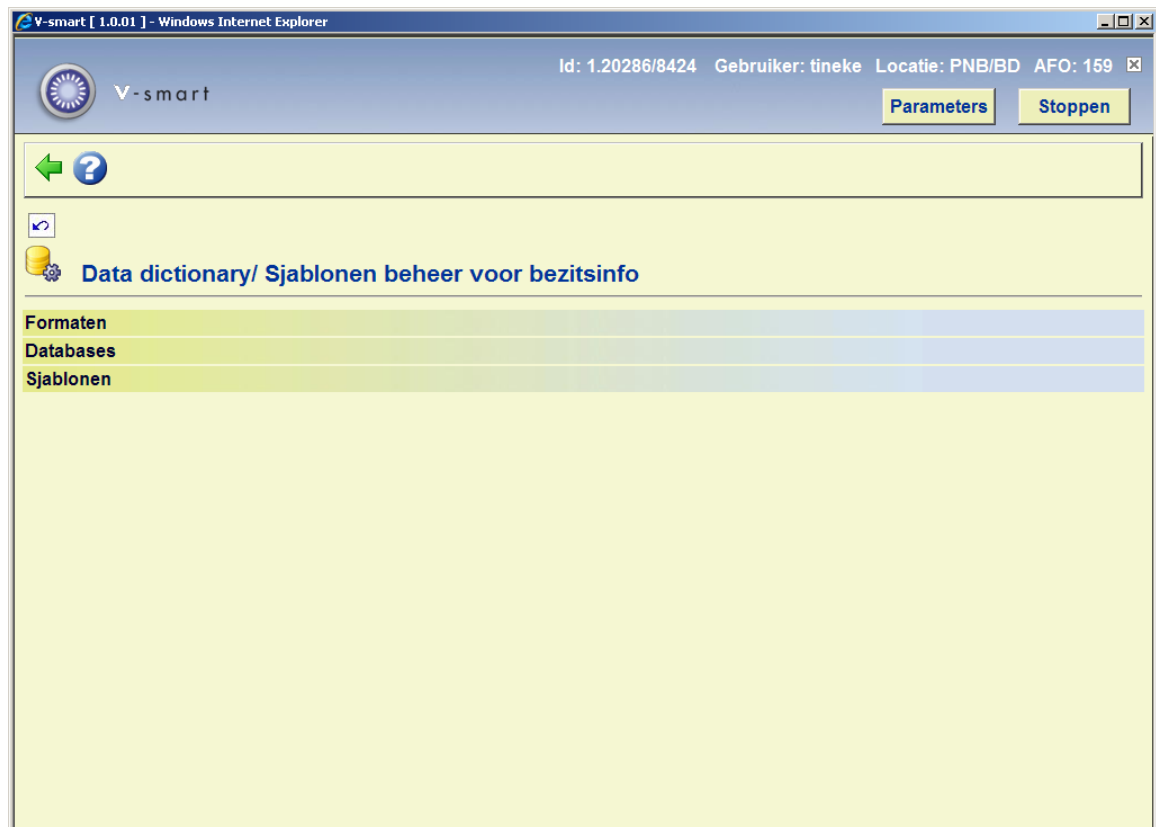 V-smart [ 1.0.01 ] - Windows Internet Explorer
Id: 1.20286/8424 Gebruiker: tineke Locatie: PNB/BD AFO: 159
V-smart
Parameters Stoppen
Data dictionary/ Sjablonen beheer voor bezitsinfo
Formaten
Databases
Sjablonen